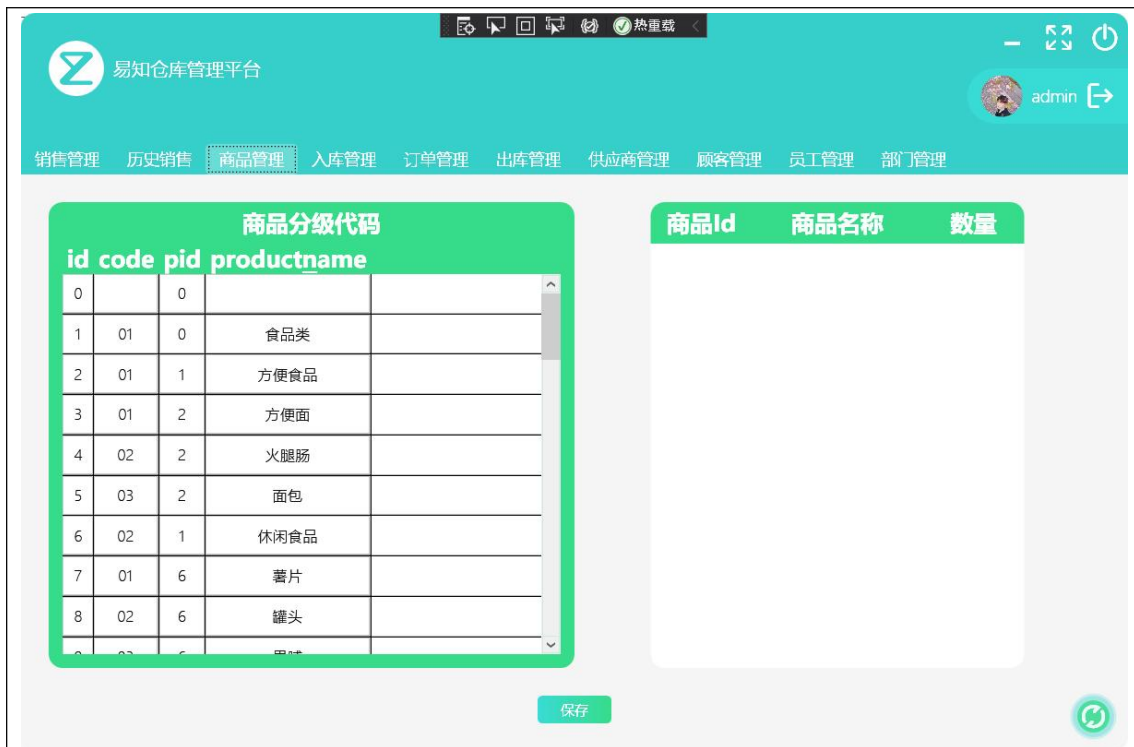 热重载
易知仓库管理平台
admin
销售管理 历史销售 商品管理 入库管理 订单管理 出库管理 供应商管理 顾客管理 员工管理 部门管理
商品分级代码
id code pid product_name
0 0
1 01 0 食品类
2 01 1 方便食品
3 01 2 方便面
4 02 2 火腿肠
5 03 2 面包
6 02 1 休闲食品
7 01 6 薯片
8 02 6 罐头
商品Id 商品名称 数量
保存